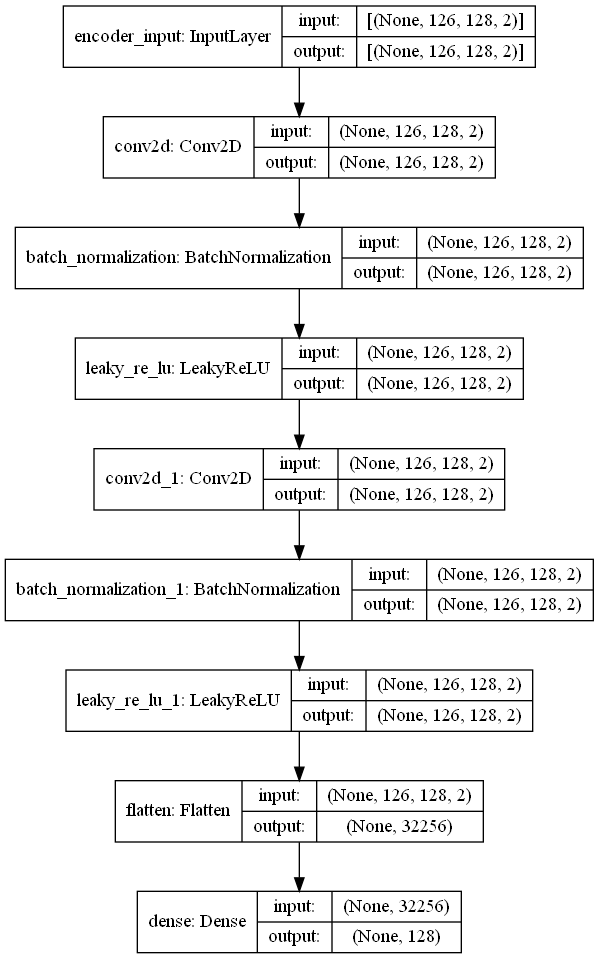 encoder_input: InputLayer
input: [(None, 126, 128, 2)]
output: [(None, 126, 128, 2)]
conv2d: Conv2D
input: (None, 126, 128, 2)
output: (None, 126, 128, 2)
batch_normalization: BatchNormalization
input: (None, 126, 128, 2)
output: (None, 126, 128, 2)
leaky_re_lu: LeakyReLU
input: (None, 126, 128, 2)
output: (None, 126, 128, 2)
conv2d_1: Conv2D
input: (None, 126, 128, 2)
output: (None, 126, 128, 2)
batch_normalization_1: BatchNormalization
input: (None, 126, 128, 2)
output: (None, 126, 128, 2)
leaky_re_lu_1: LeakyReLU
input: (None, 126, 128, 2)
output: (None, 126, 128, 2)
flatten: Flatten
input: (None, 126, 128, 2)
output: (None, 32256)
dense: Dense
input: (None, 32256)
output: (None, 128)